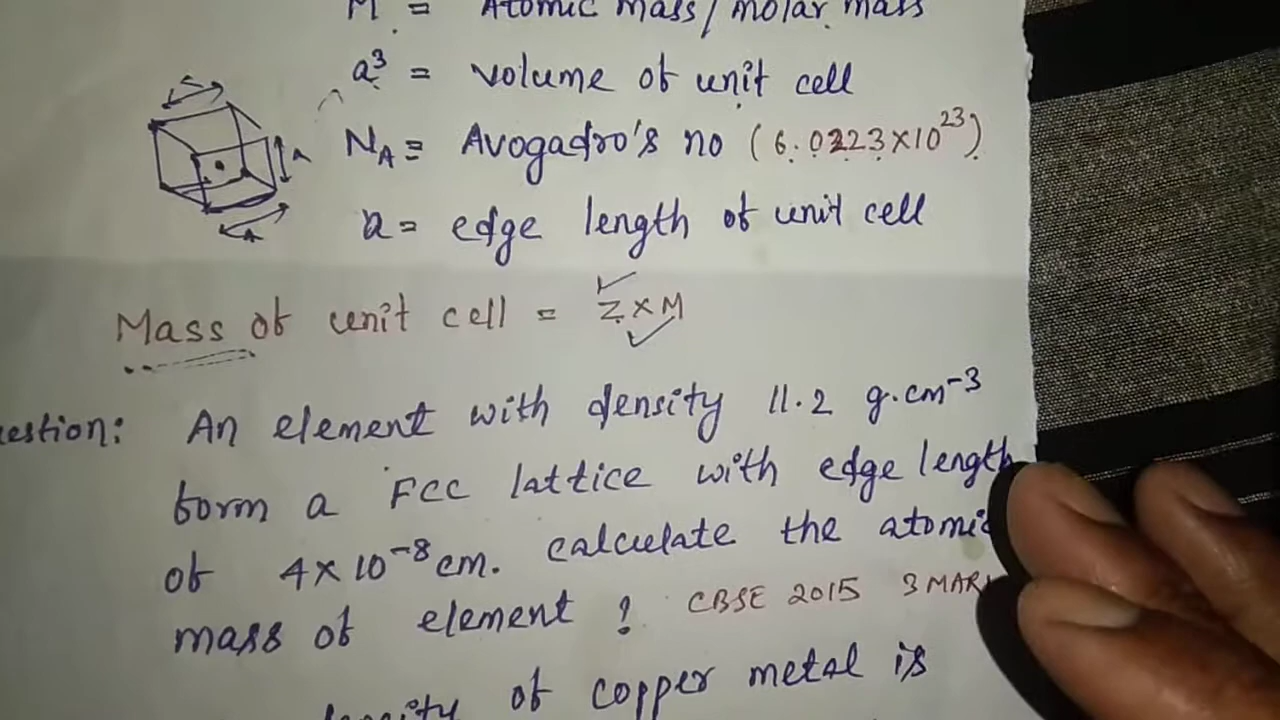 M = Atomic mass/molar mass
a³ = volume of unit cell
a
N_A = Avogadro's no (6.0223×10²³)
a = edge length of unit cell
Mass of unit cell = Z×M
estion: An element with density 11.2 g.cm⁻³
form a FCC lattice with edge length
of 4×10⁻⁸ cm. calculate the atomic
mass of element ? CBSE 2015 3 MAR
density of copper metal is